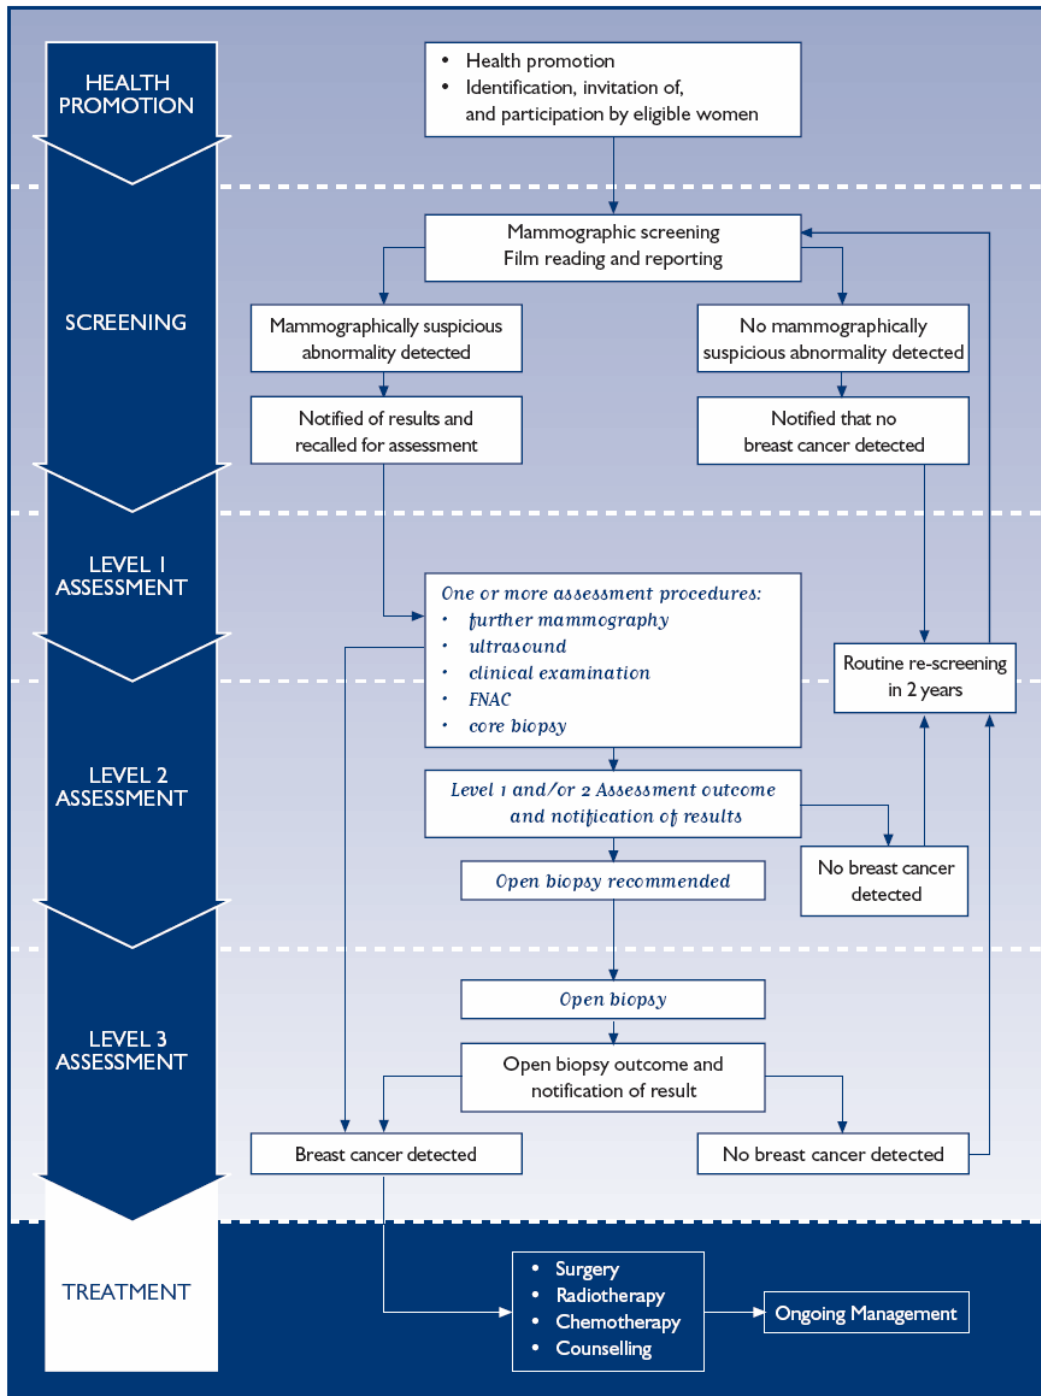 HEALTH
PROMOTION
• Health promotion
• Identification, invitation of,
and participation by eligible women
SCREENING
Mammographic screening
Film reading and reporting
Mammographically suspicious
abnormality detected
No mammographically
suspicious abnormality detected
Notified of results and
recalled for assessment
Notified that no
breast cancer detected
LEVEL 1
ASSESSMENT
One or more assessment procedures:
• further mammography
• ultrasound
• clinical examination
• FNAC
• core biopsy
Routine re-screening
in 2 years
LEVEL 2
ASSESSMENT
Level 1 and/or 2 Assessment outcome
and notification of results
Open biopsy recommended
No breast cancer
detected
LEVEL 3
ASSESSMENT
Open biopsy
Open biopsy outcome and
notification of result
Breast cancer detected
No breast cancer detected
TREATMENT
• Surgery
• Radiotherapy
• Chemotherapy
• Counselling
Ongoing Management